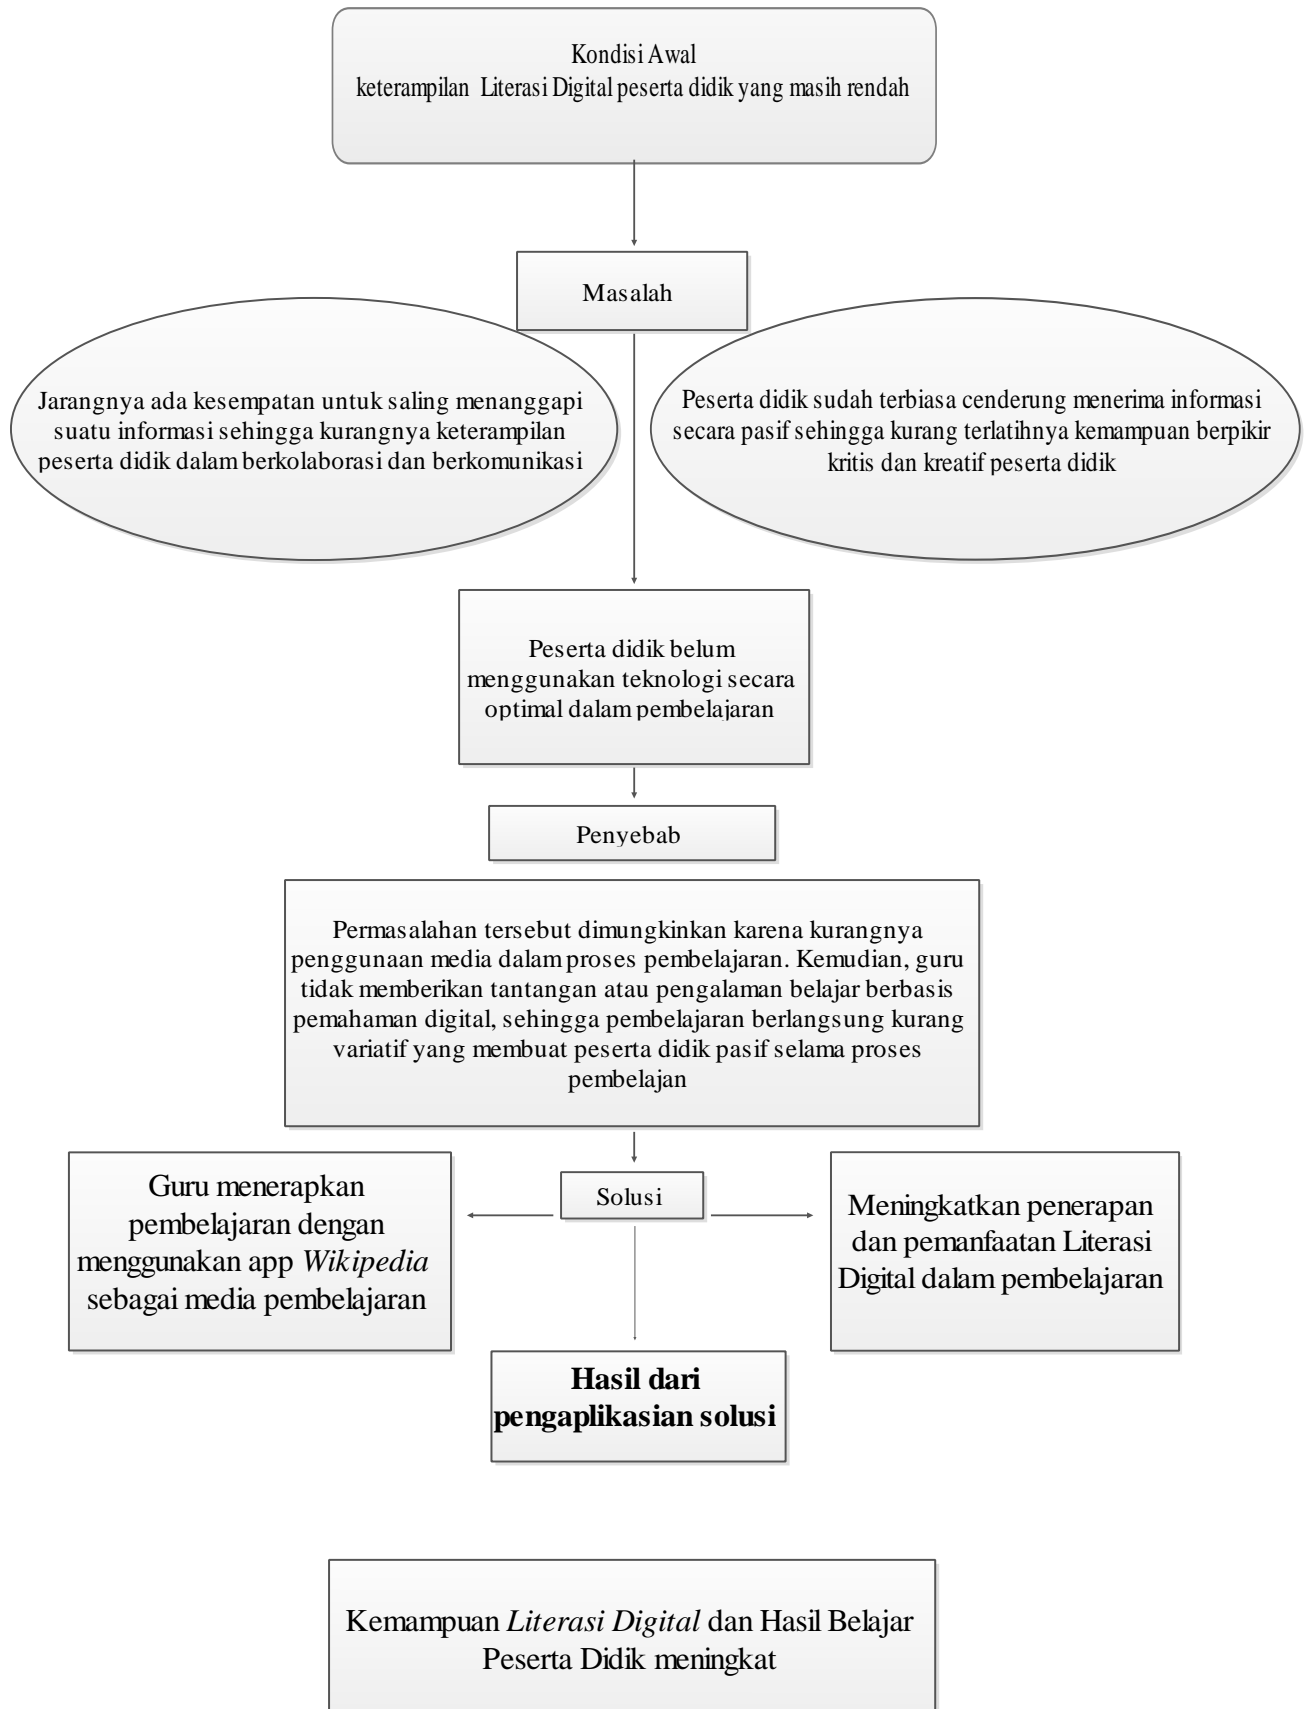 Kondisi Awal
keterampilan Literasi Digital peserta didik yang masih rendah
Masalah
Jarangnya ada kesempatan untuk saling menanggapi
suatu informasi sehingga kurangnya keterampilan
peserta didik dalam berkolaborasi dan berkomunikasi
Peserta didik sudah terbiasa cenderung menerima informasi
secara pasif sehingga kurang terlatihnya kemampuan berpikir
kritis dan kreatif peserta didik
Peserta didik belum
menggunakan teknologi secara
optimal dalam pembelajaran
Penyebab
Permasalahan tersebut dimungkinkan karena kurangnya
penggunaan media dalam proses pembelajaran. Kemudian, guru
tidak memberikan tantangan atau pengalaman belajar berbasis
pemahaman digital, sehingga pembelajaran berlangsung kurang
variatif yang membuat peserta didik pasif selama proses
pembelajan
Solusi
Guru menerapkan
pembelajaran dengan
menggunakan app Wikipedia
sebagai media pembelajaran
Meningkatkan penerapan
dan pemanfaatan Literasi
Digital dalam pembelajaran
Hasil dari
pengaplikasian solusi
Kemampuan Literasi Digital dan Hasil Belajar
Peserta Didik meningkat